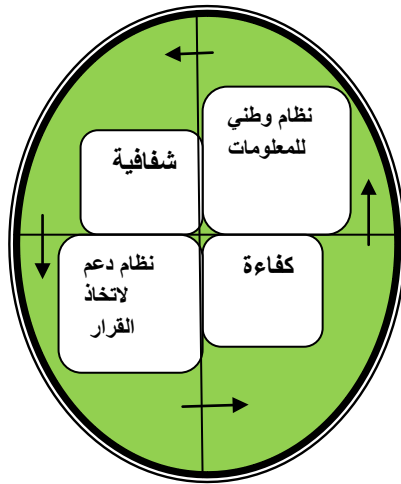 نظام وطني
للمعلومات
شفافية
كفاءة
نظام دعم
لاتخاذ
القرار